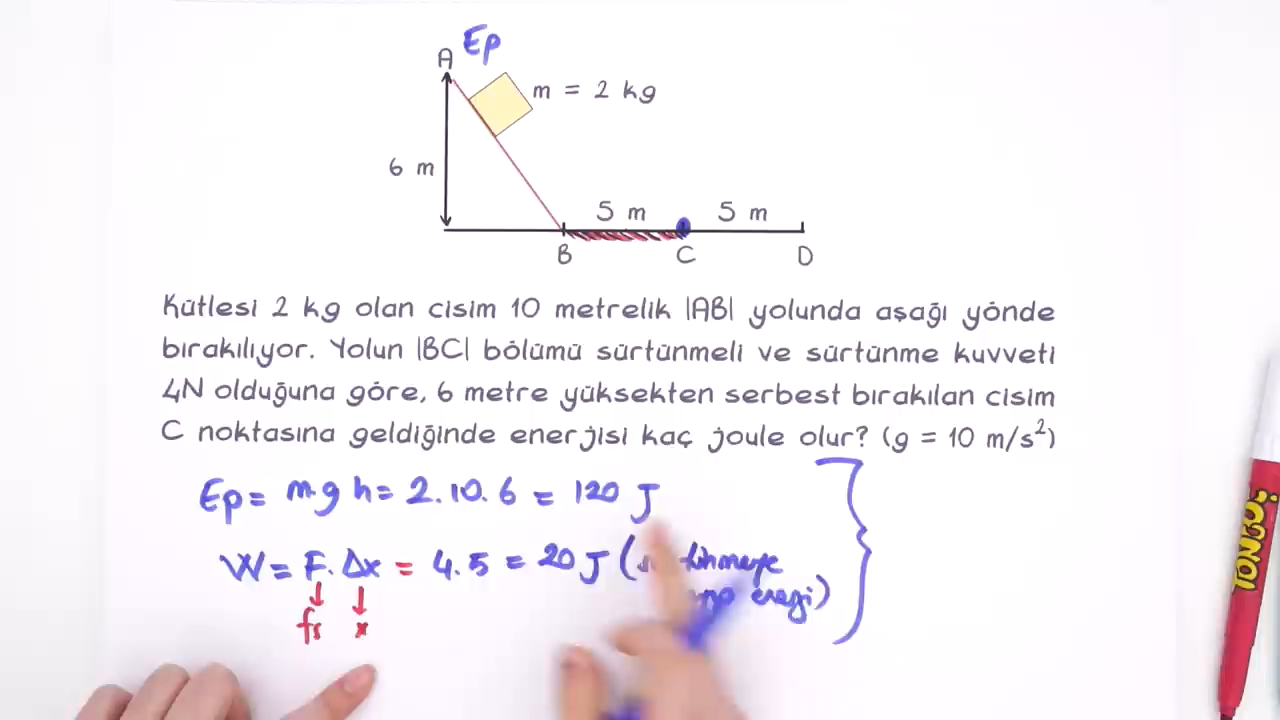 A Ep
m = 2 kg
6 m
5 m 5 m
B C D
Kütlesi 2 kg olan cisim 10 metrelik |AB| yolunda aşağı yönde
bırakılıyor. Yolun |BC| bölümü sürtünmeli ve sürtünme kuvveti
4N olduğuna göre, 6 metre yüksekten serbest bırakılan cisim
C noktasına geldiğinde enerjisi kaç joule olur? (g = 10 m/s²)
Ep = mgh = 2.10.6 = 120 J
W = F.Δx = 4.5 = 20 J (
fs x
TONBO